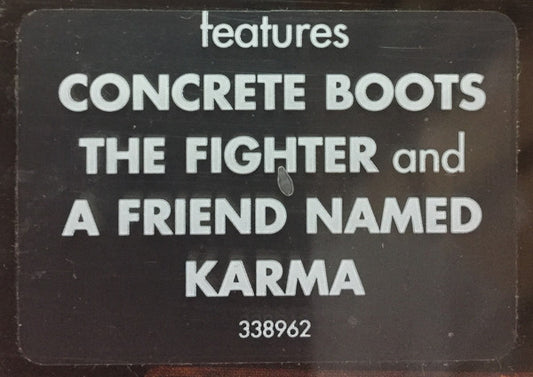 features
CONCRETE BOOTS
THE FIGHTER and
A FRIEND NAMED
KARMA
338962